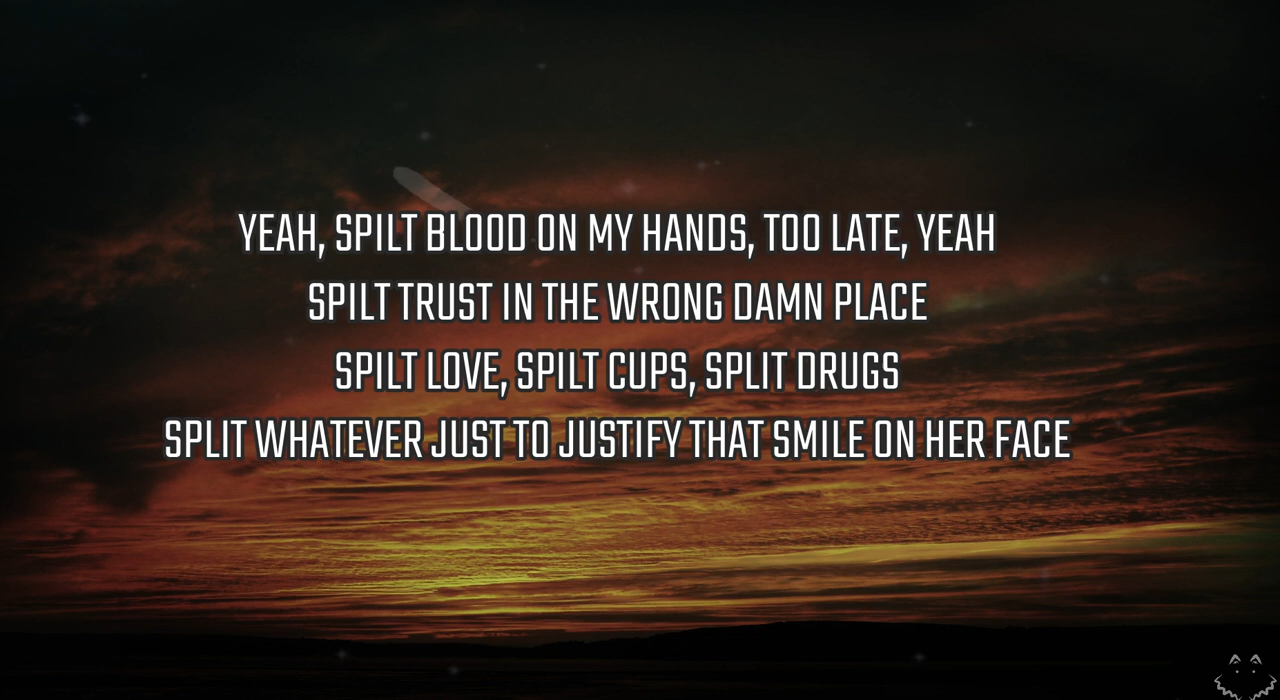 YEAH, SPILT BLOOD ON MY HANDS, TOO LATE, YEAH
SPILT TRUST IN THE WRONG DAMN PLACE
SPILT LOVE, SPILT CUPS, SPLIT DRUGS
SPLIT WHATEVER JUST TO JUSTIFY THAT SMILE ON HER FACE